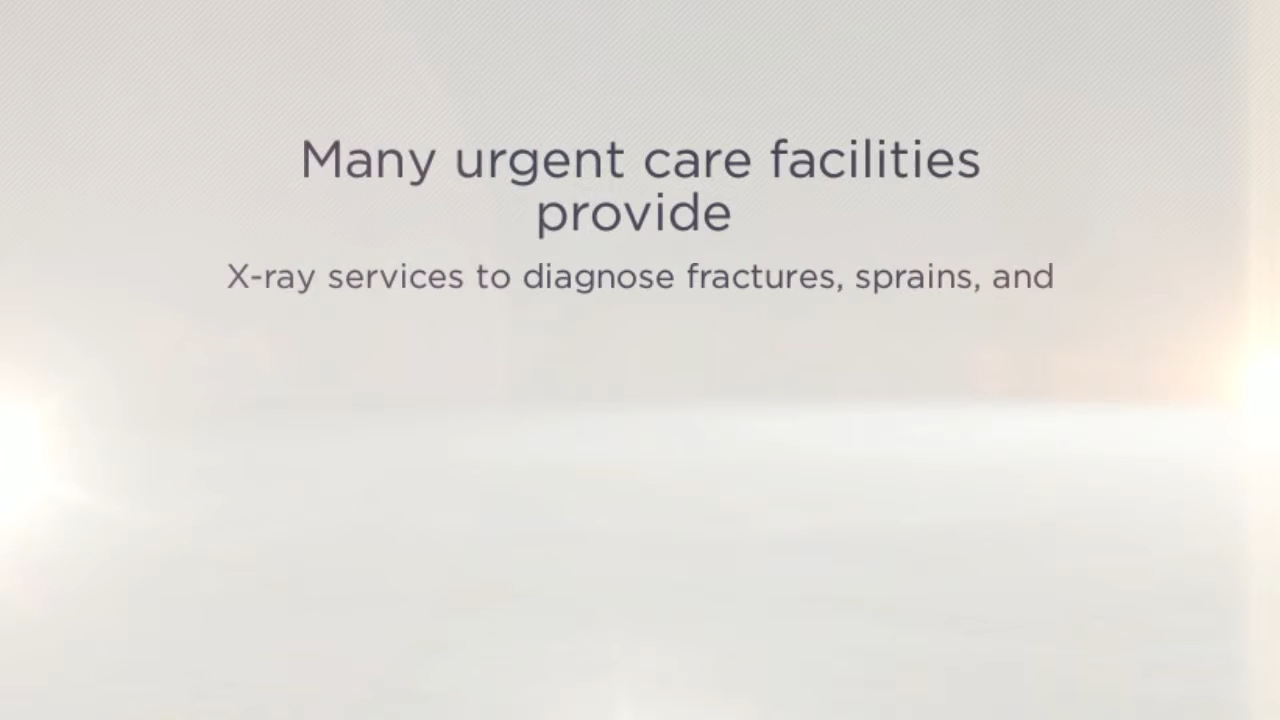 Many urgent care facilities
provide
X-ray services to diagnose fractures, sprains, and